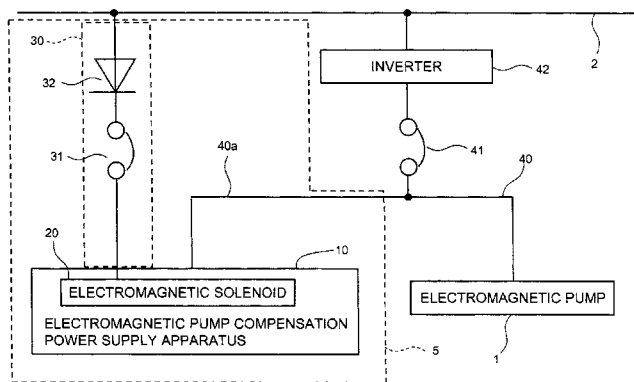 30
32
31
INVERTER
42
2
41
40a
40
20
10
ELECTROMAGNETIC SOLENOID
ELECTROMAGNETIC PUMP COMPENSATION
POWER SUPPLY APPARATUS
ELECTROMAGNETIC PUMP
5
1